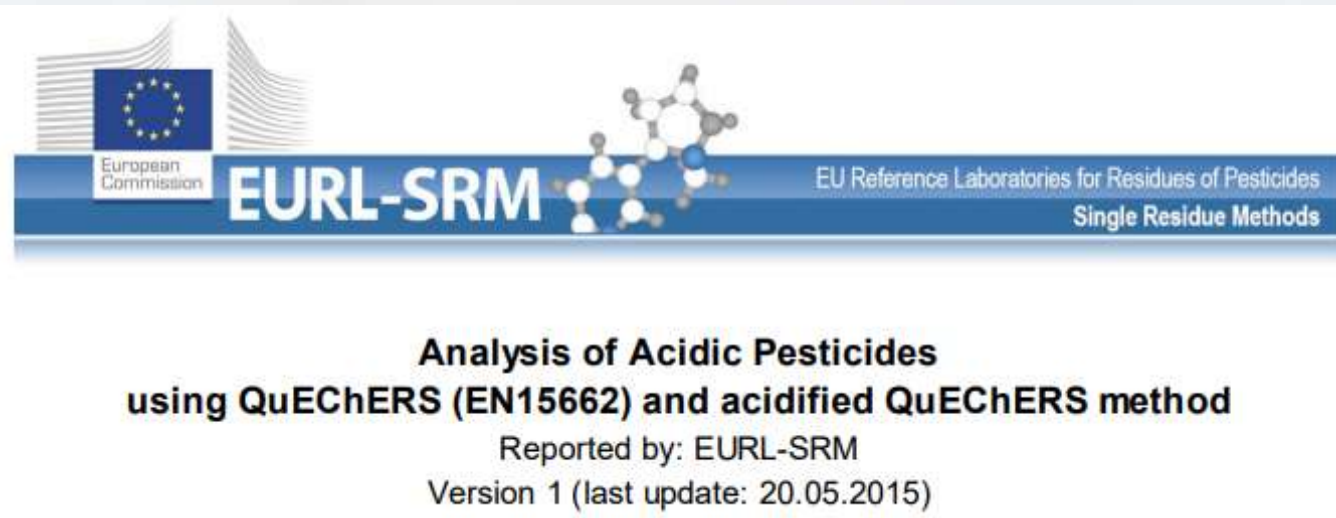 European
Commission
EURL-SRM
EU Reference Laboratories for Residues of Pesticides
Single Residue Methods
Analysis of Acidic Pesticides
using QuEChERS (EN15662) and acidified QuEChERS method
Reported by: EURL-SRM
Version 1 (last update: 20.05.2015)